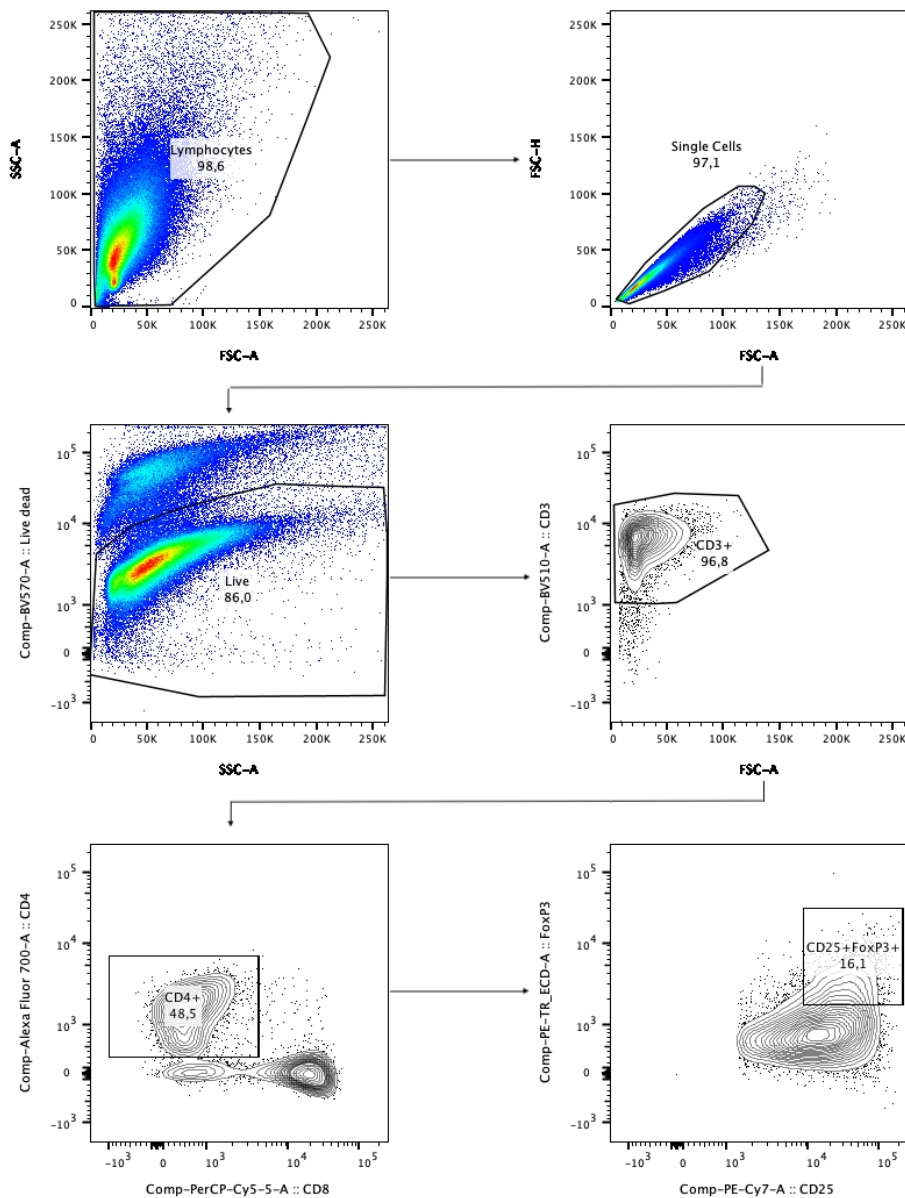 250K
200K
150K
100K
50K
0
SSC-A
Lymphocytes
98,6
0 50K 100K 150K 200K 250K
FSC-A
250K
200K
150K
100K
50K
0
FSC-H
Single Cells
97,1
0 50K 100K 150K 200K 250K
FSC-A
10^5
10^4
10^3
0
-10^3
Comp-BV570-A :: Live dead
Live
86,0
0 50K 100K 150K 200K 250K
SSC-A
10^5
10^4
10^3
0
-10^3
Comp-BV510-A :: CD3
CD3+
96,8
0 50K 100K 150K 200K 250K
FSC-A
10^5
10^4
10^3
0
-10^3
Comp-Alexa Fluor 700-A :: CD4
CD4+
48,5
-10^3 0 10^3 10^4 10^5
Comp-PerCP-Cy5-5-A :: CD8
10^5
10^4
10^3
0
-10^3
Comp-PE-TR_ECD-A :: FoxP3
CD25+FoxP3+
16,1
-10^3 0 10^3 10^4 10^5
Comp-PE-Cy7-A :: CD25